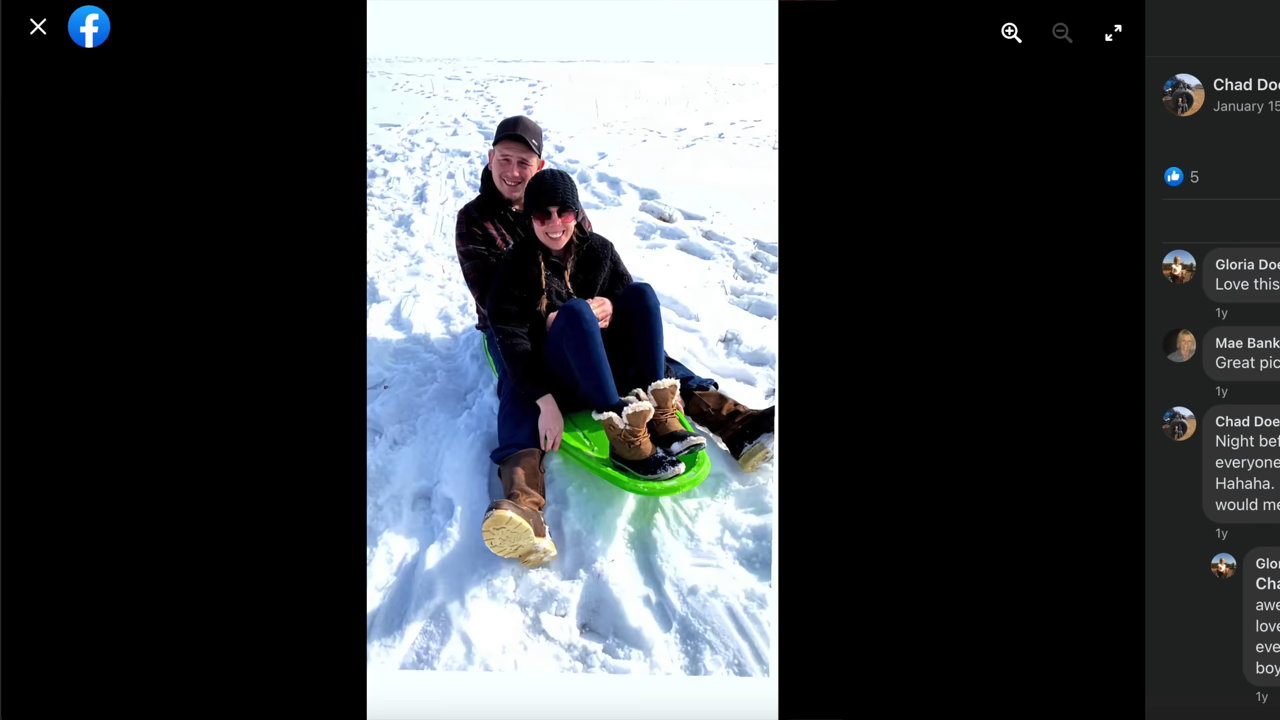 Chad Doe
January 15
5
Gloria Doe
Love this
1y
Mae Bank
Great pic
1y
Chad Doe
Night bef
everyone
Hahaha.
would me
1y
Glor
Cha
awe
love
eve
boy
1y